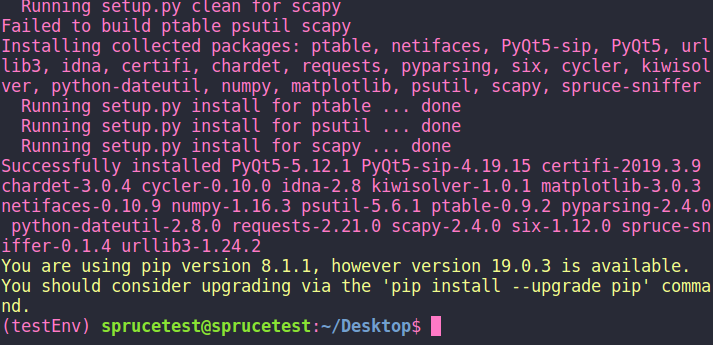 Running setup.py clean for scapy
Failed to build ptable psutil scapy
Installing collected packages: ptable, netifaces, PyQt5-sip, PyQt5, url
lib3, idna, certifi, chardet, requests, pyparsing, six, cycler, kiwisol
ver, python-dateutil, numpy, matplotlib, psutil, scapy, spruce-sniffer
Running setup.py install for ptable ... done
Running setup.py install for psutil ... done
Running setup.py install for scapy ... done
Successfully installed PyQt5-5.12.1 PyQt5-sip-4.19.15 certifi-2019.3.9
chardet-3.0.4 cycler-0.10.0 idna-2.8 kiwisolver-1.0.1 matplotlib-3.0.3
netifaces-0.10.9 numpy-1.16.3 psutil-5.6.1 ptable-0.9.2 pyparsing-2.4.0
python-dateutil-2.8.0 requests-2.21.0 scapy-2.4.0 six-1.12.0 spruce-sn
iffer-0.1.4 urllib3-1.24.2
You are using pip version 8.1.1, however version 19.0.3 is available.
You should consider upgrading via the 'pip install --upgrade pip' comma
nd.
(testEnv) sprucetest@sprucetest:~/Desktop$